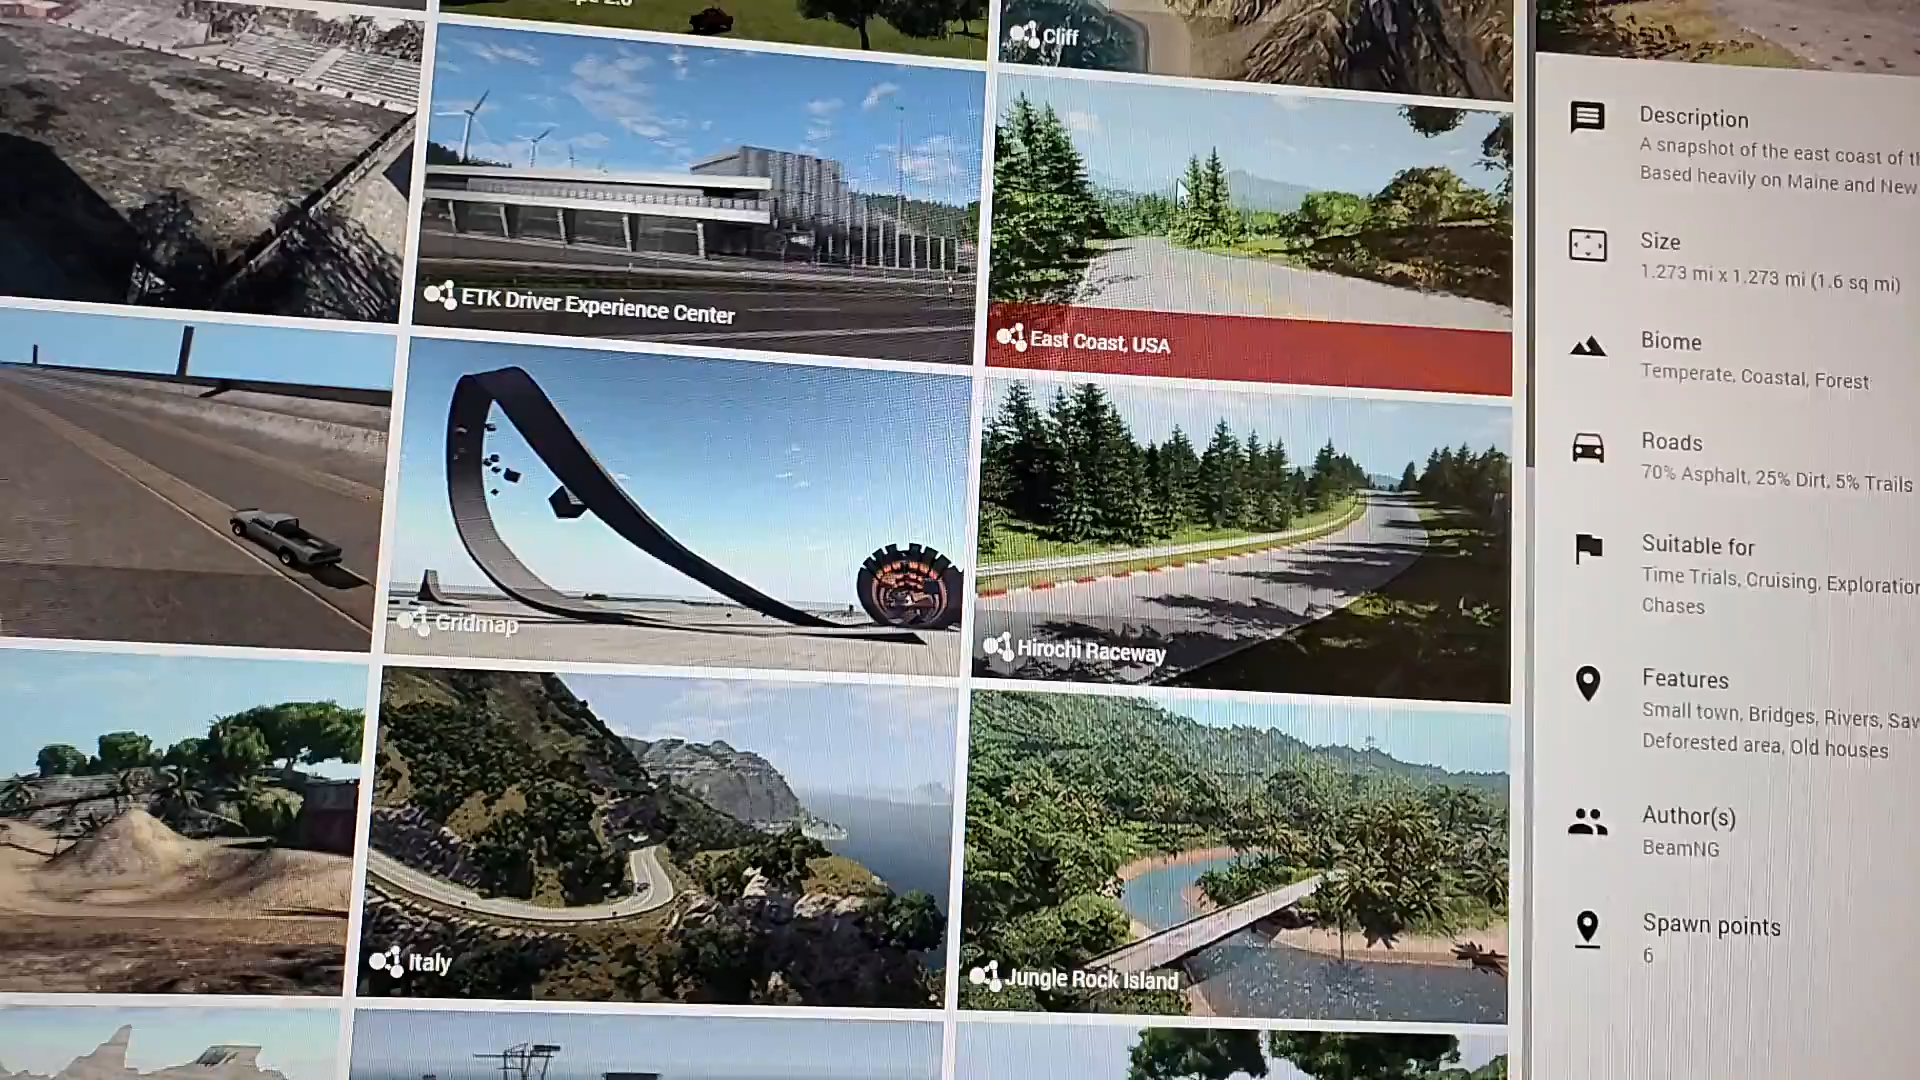 2.0
Cliff
ETK Driver Experience Center
East Coast, USA
Gridmap
Hirochi Raceway
Italy
Jungle Rock Island
Description
A snapshot of the east coast of
Based heavily on Maine and New
Size
1.273 mi x 1.273 mi (1.6 sq mi)
Biome
Temperate, Coastal, Forest
Roads
70% Asphalt, 25% Dirt, 5% Trails
Suitable for
Time Trials, Cruising, Exploration
Chases
Features
Small town, Bridges, Rivers,
Deforested area, Old houses
Author(s)
BeamNG
Spawn points
6